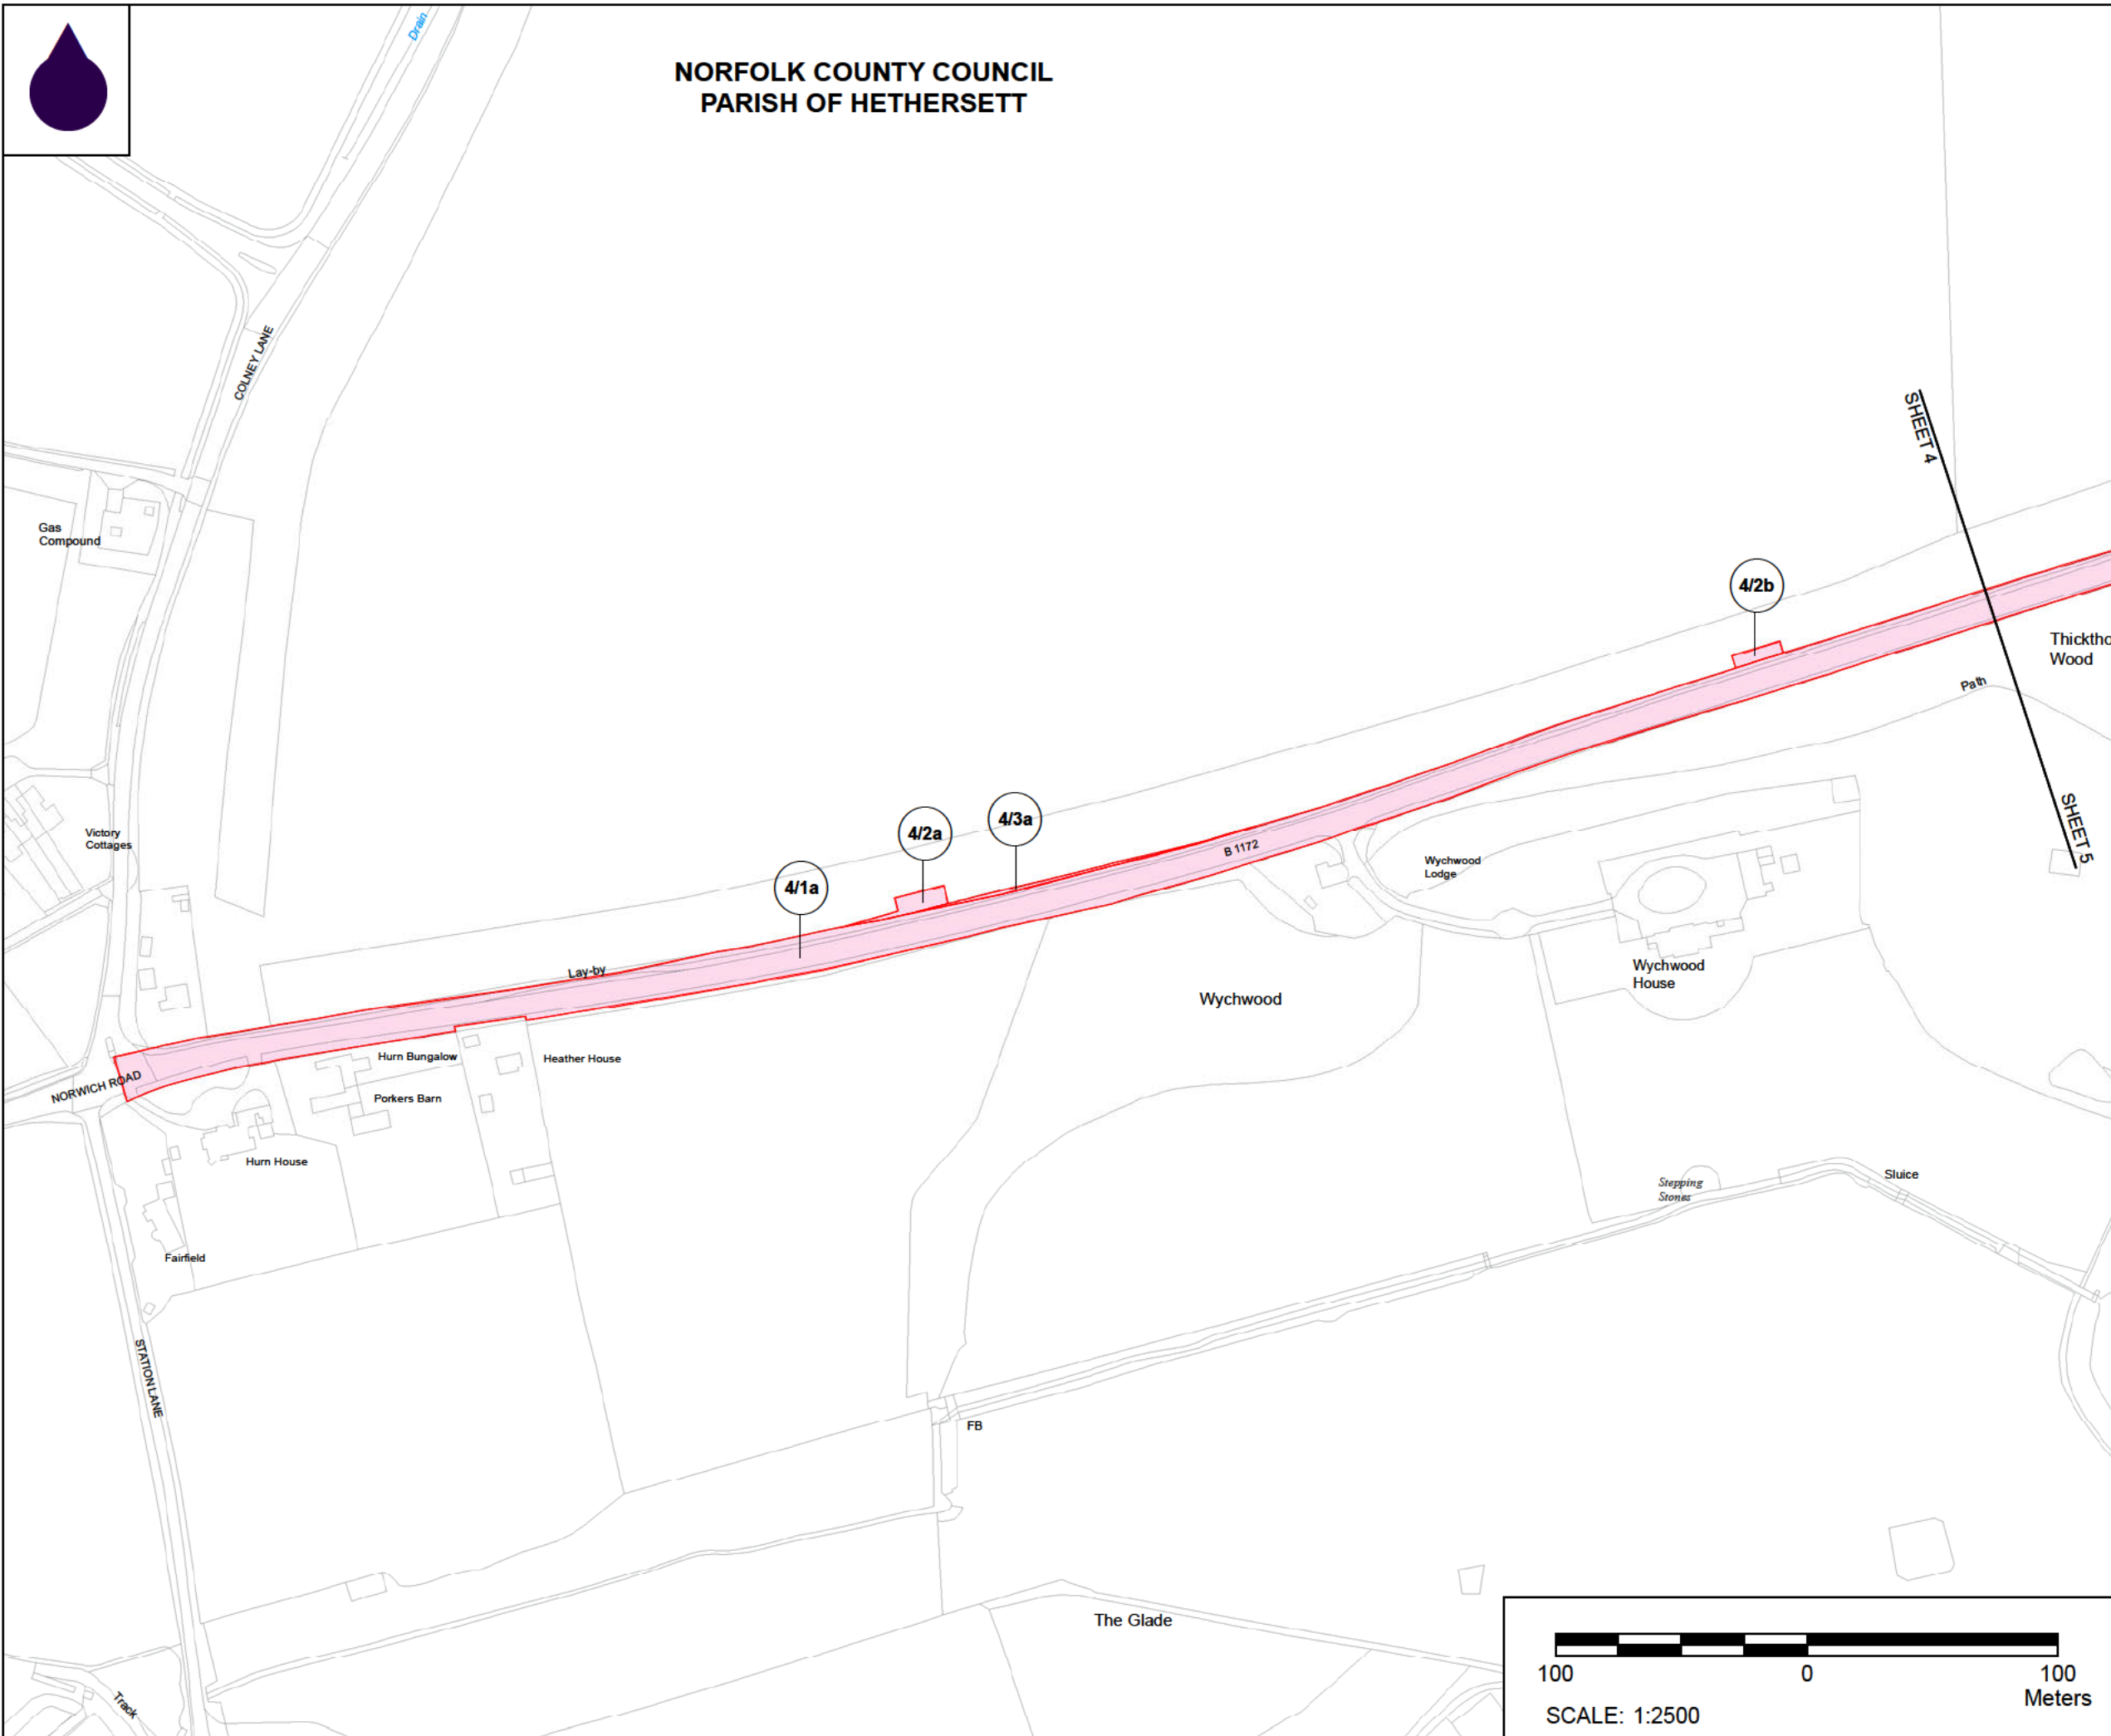 Drain
NORFOLK COUNTY COUNCIL
PARISH OF HETHERSETT
COLNEY LANE
SHEET 4
Gas
Compound
4/2b
Thicktho
Wood
Path
SHEET 5
Victory
Cottages
4/2a
4/3a
B 1172
Wychwood
Lodge
4/1a
Lay-by
Wychwood
House
Wychwood
Hurn Bungalow
Heather House
NORWICH ROAD
Porkers Barn
Hurn House
Stepping
Stones
Sluice
Fairfield
STATION LANE
FB
The Glade
Track
100
0
100
Meters
SCALE: 1:2500